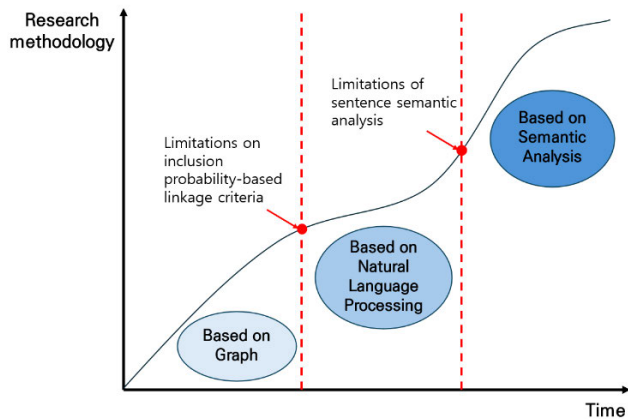 Research
methodology
Limitations of
sentence semantic
analysis
Based on
Semantic
Analysis
Limitations on
inclusion
probability-based
linkage criteria
Based on
Natural
Language
Processing
Based on
Graph
Time